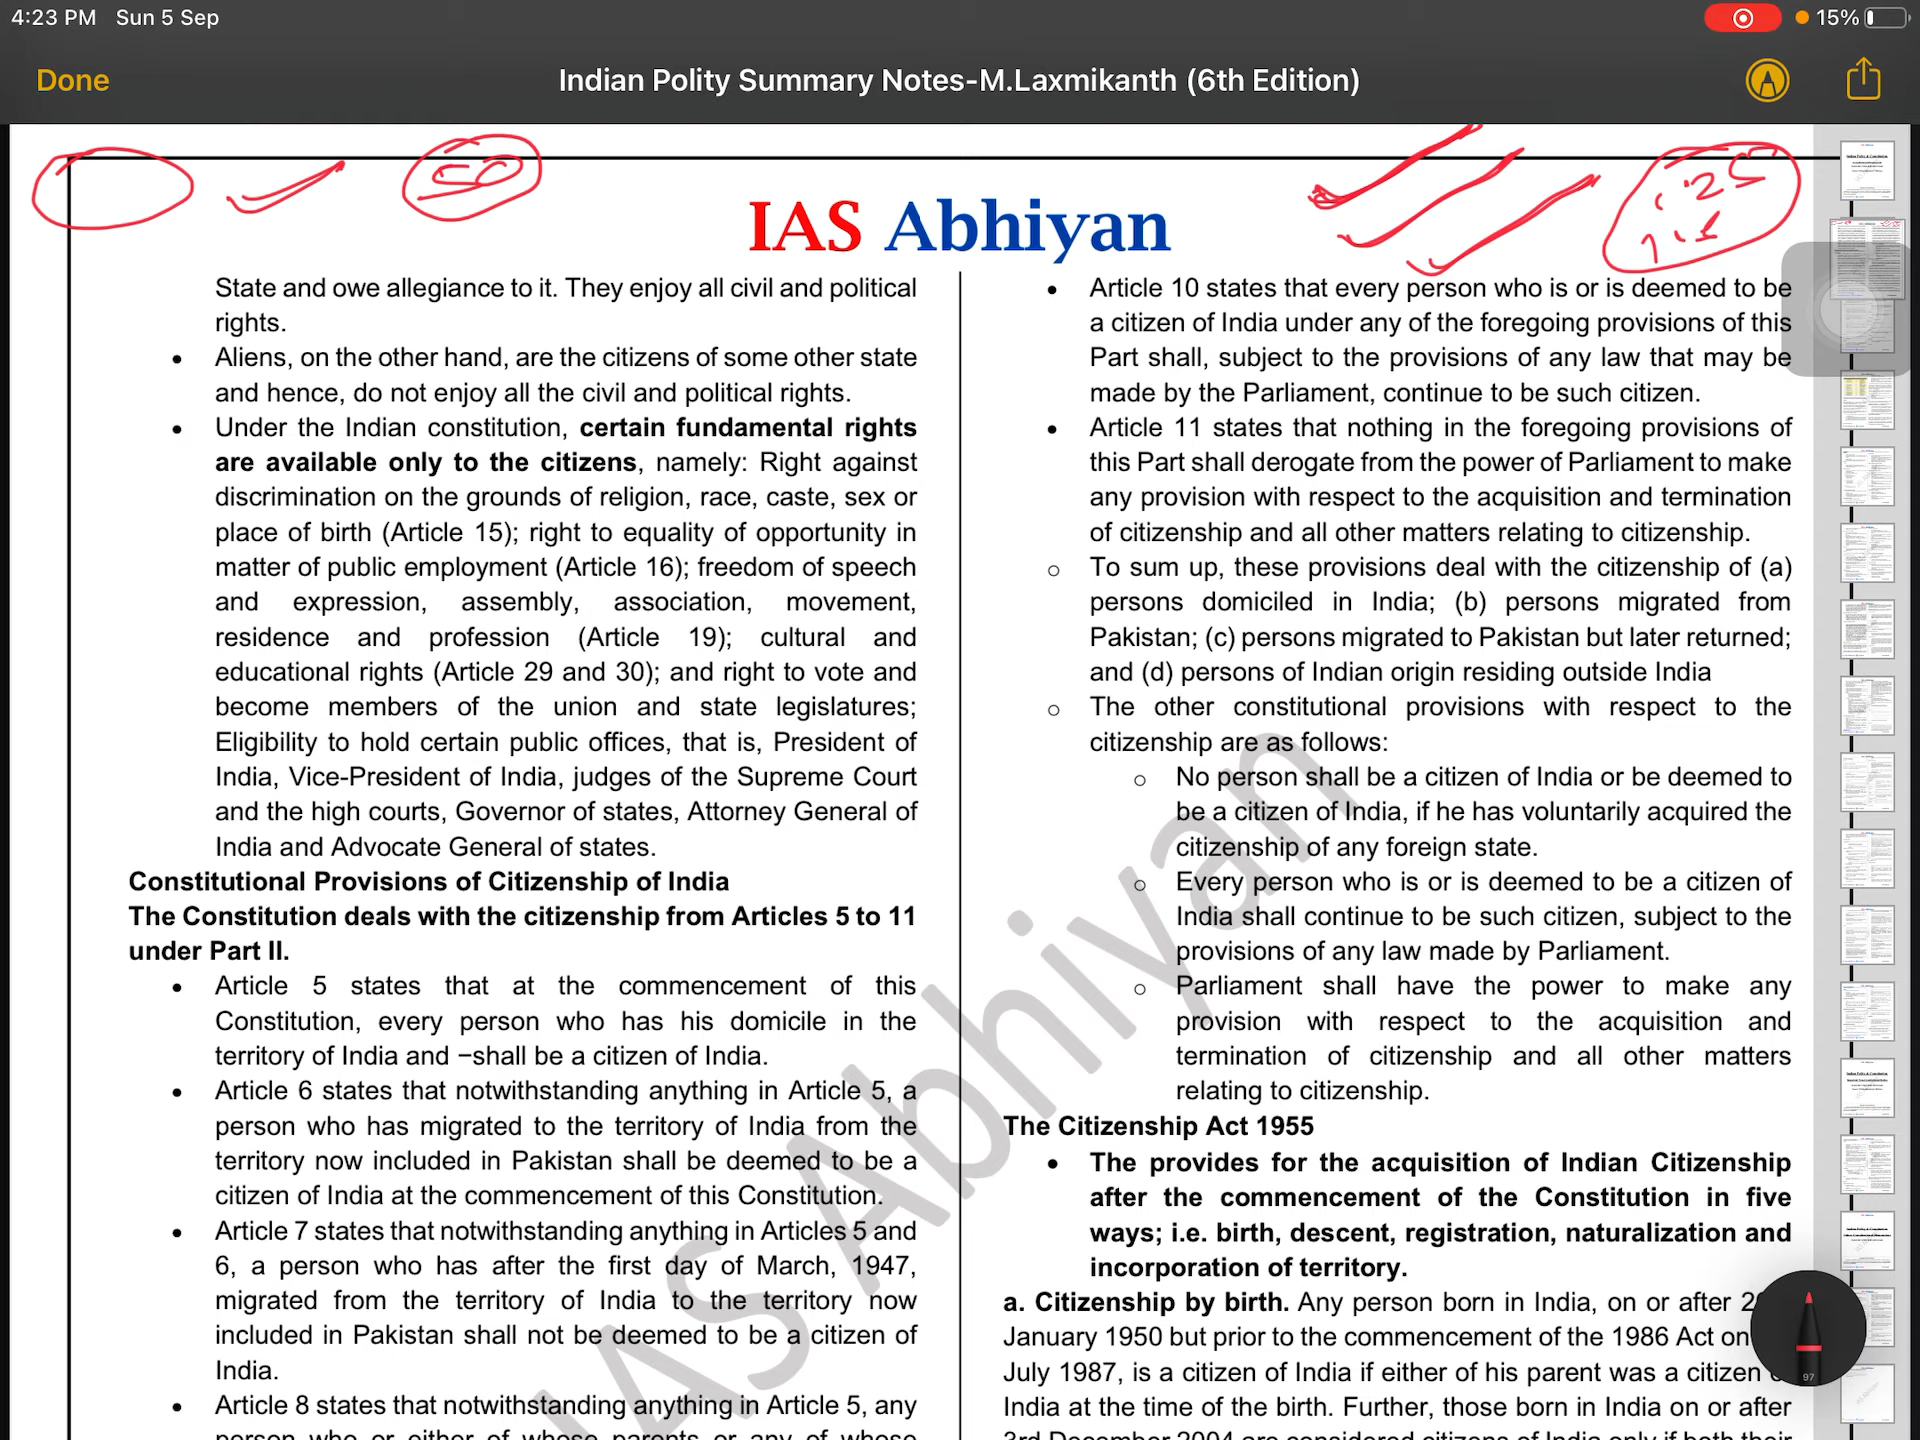 4:23 PM Sun 5 Sep
15%
Done
Indian Polity Summary Notes-M.Laxmikanth (6th Edition)
50
IAS Abhiyan
State and owe allegiance to it. They enjoy all civil and political
rights.
• Aliens, on the other hand, are the citizens of some other state
and hence, do not enjoy all the civil and political rights.
• Under the Indian constitution, certain fundamental rights
are available only to the citizens, namely: Right against
discrimination on the grounds of religion, race, caste, sex or
place of birth (Article 15); right to equality of opportunity in
matter of public employment (Article 16); freedom of speech
and expression, assembly, association, movement,
residence and profession (Article 19); cultural and
educational rights (Article 29 and 30); and right to vote and
become members of the union and state legislatures;
Eligibility to hold certain public offices, that is, President of
India, Vice-President of India, judges of the Supreme Court
and the high courts, Governor of states, Attorney General of
India and Advocate General of states.
Constitutional Provisions of Citizenship of India
The Constitution deals with the citizenship from Articles 5 to 11
under Part II.
• Article 5 states that at the commencement of this
Constitution, every person who has his domicile in the
territory of India and −shall be a citizen of India.
• Article 6 states that notwithstanding anything in Article 5, a
person who has migrated to the territory of India from the
territory now included in Pakistan shall be deemed to be a
citizen of India at the commencement of this Constitution.
• Article 7 states that notwithstanding anything in Articles 5 and
6, a person who has after the first day of March, 1947,
migrated from the territory of India to the territory now
included in Pakistan shall not be deemed to be a citizen of
India.
• Article 8 states that notwithstanding anything in Article 5, any
person who or either of whose parents or any of whose
• Article 10 states that every person who is or is deemed to be
a citizen of India under any of the foregoing provisions of this
Part shall, subject to the provisions of any law that may be
made by the Parliament, continue to be such citizen.
• Article 11 states that nothing in the foregoing provisions of
this Part shall derogate from the power of Parliament to make
any provision with respect to the acquisition and termination
of citizenship and all other matters relating to citizenship.
○ To sum up, these provisions deal with the citizenship of (a)
persons domiciled in India; (b) persons migrated from
Pakistan; (c) persons migrated to Pakistan but later returned;
and (d) persons of Indian origin residing outside India
○ The other constitutional provisions with respect to the
citizenship are as follows:
○ No person shall be a citizen of India or be deemed to
be a citizen of India, if he has voluntarily acquired the
citizenship of any foreign state.
○ Every person who is or is deemed to be a citizen of
India shall continue to be such citizen, subject to the
provisions of any law made by Parliament.
○ Parliament shall have the power to make any
provision with respect to the acquisition and
termination of citizenship and all other matters
relating to citizenship.
The Citizenship Act 1955
• The provides for the acquisition of Indian Citizenship
after the commencement of the Constitution in five
ways; i.e. birth, descent, registration, naturalization and
incorporation of territory.
a. Citizenship by birth. Any person born in India, on or after
January 1950 but prior to the commencement of the 1986 Act on
July 1987, is a citizen of India if either of his parent was a citizen
India at the time of the birth. Further, those born in India on or after
3rd December 2004 are considered citizens of India only if both their
IAS Abhiyan
97